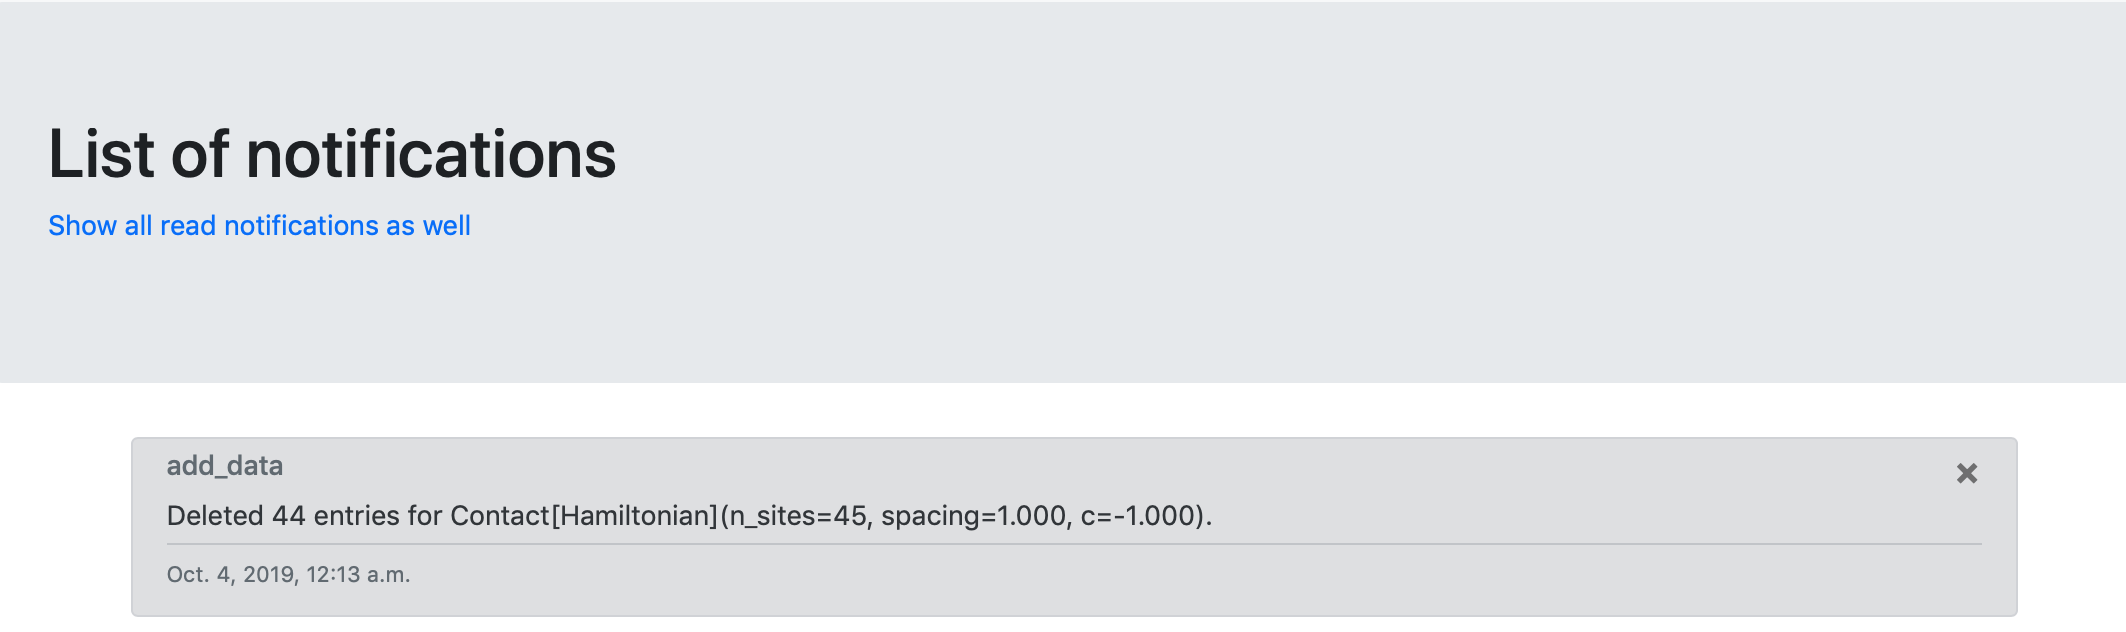 List of notifications
Show all read notifications as well
add_data
Deleted 44 entries for Contact[Hamiltonian](n_sites=45, spacing=1.000, c=-1.000).
Oct. 4, 2019, 12:13 a.m.